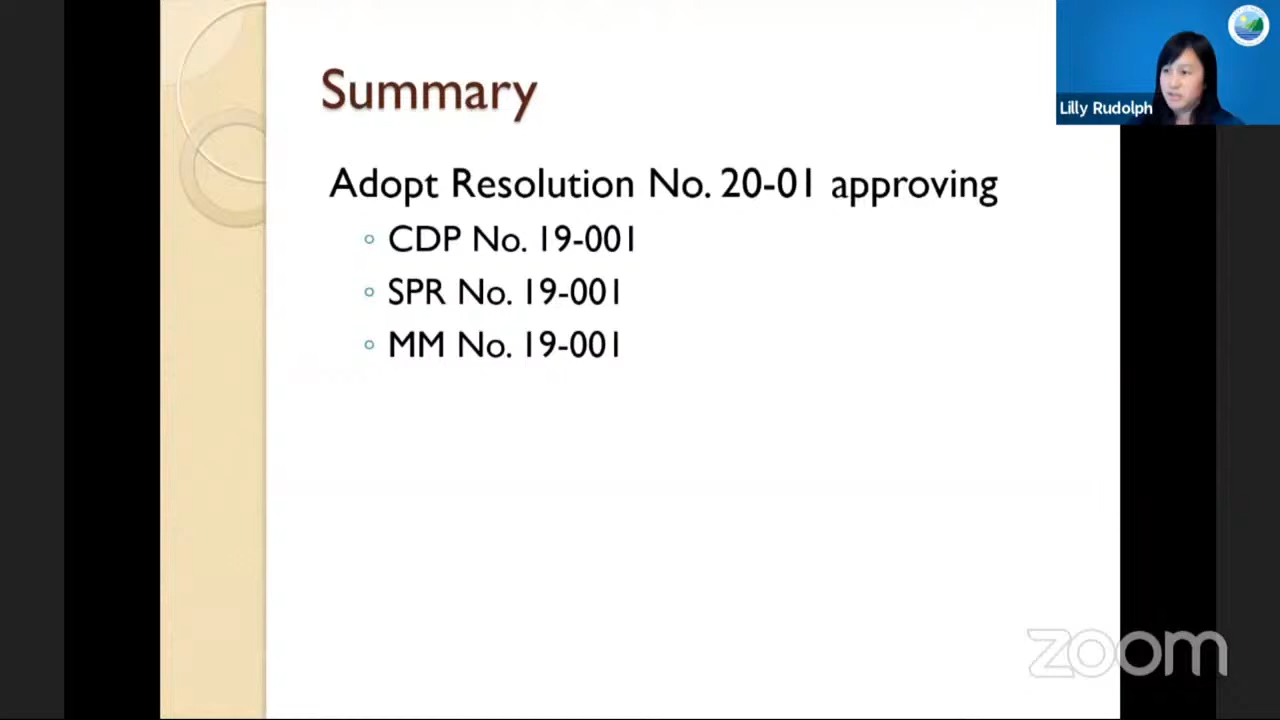 Summary
Adopt Resolution No. 20-01 approving
CDP No. 19-001
SPR No. 19-001
MM No. 19-001
Lilly Rudolph
zoom